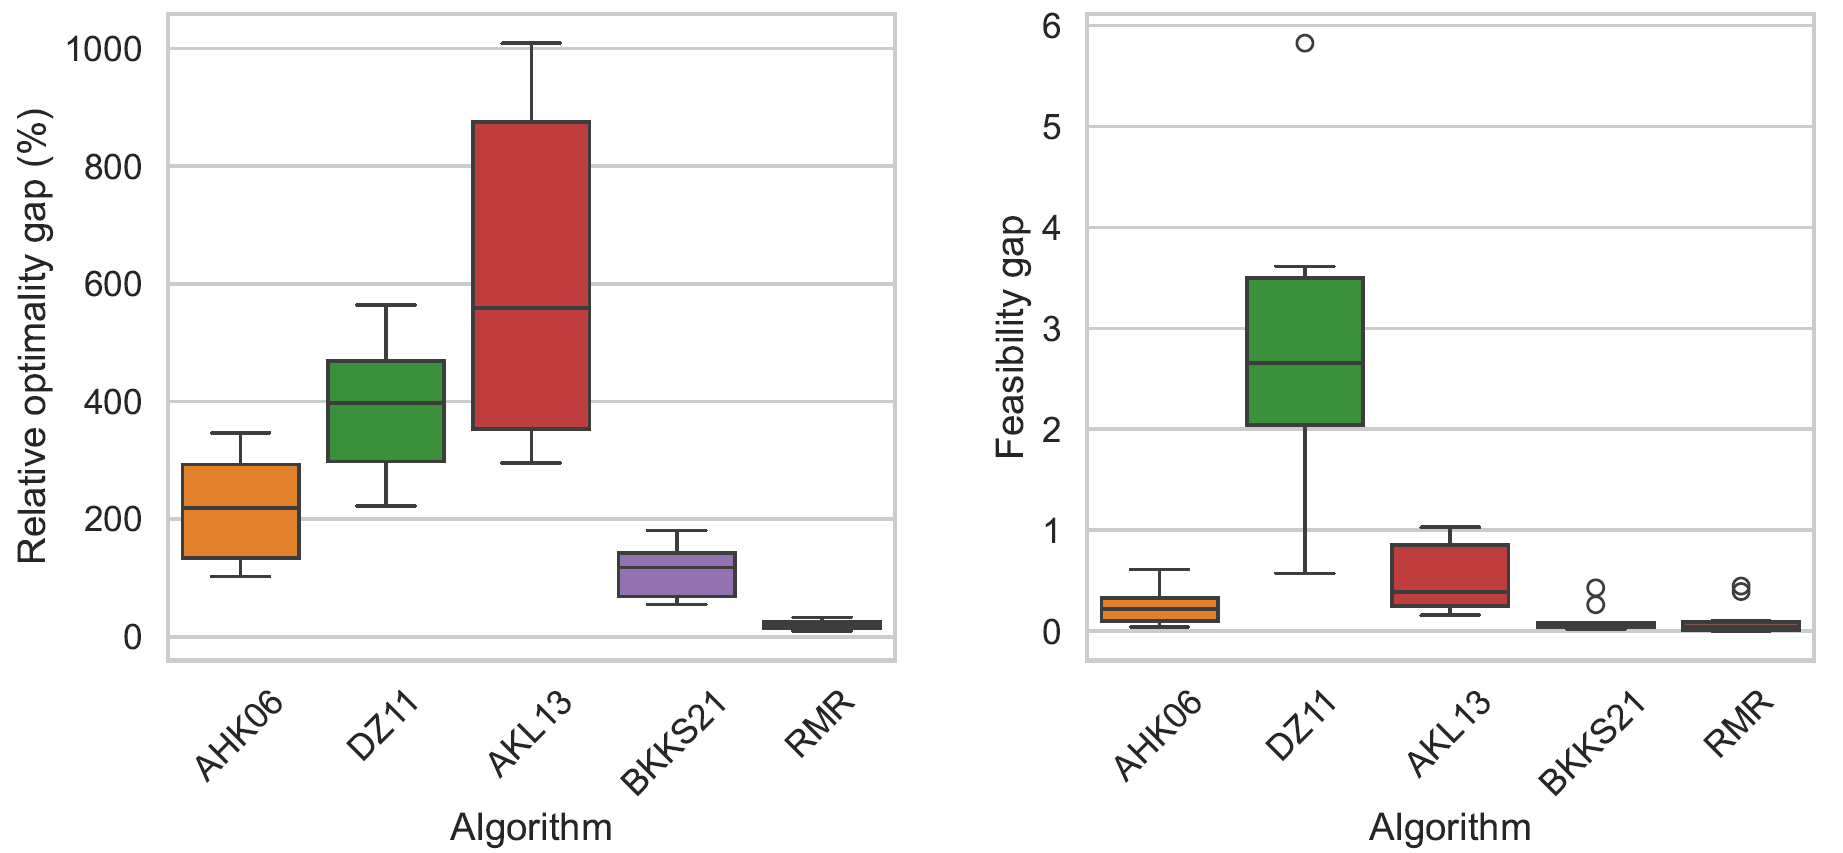 Relative optimality gap (%)
1000
800
600
400
200
0
AHK06
DZ11
AKL13
BKKS21
RMR
Algorithm
Feasibility gap
6
5
4
3
2
1
0
AHK06
DZ11
AKL13
BKKS21
RMR
Algorithm